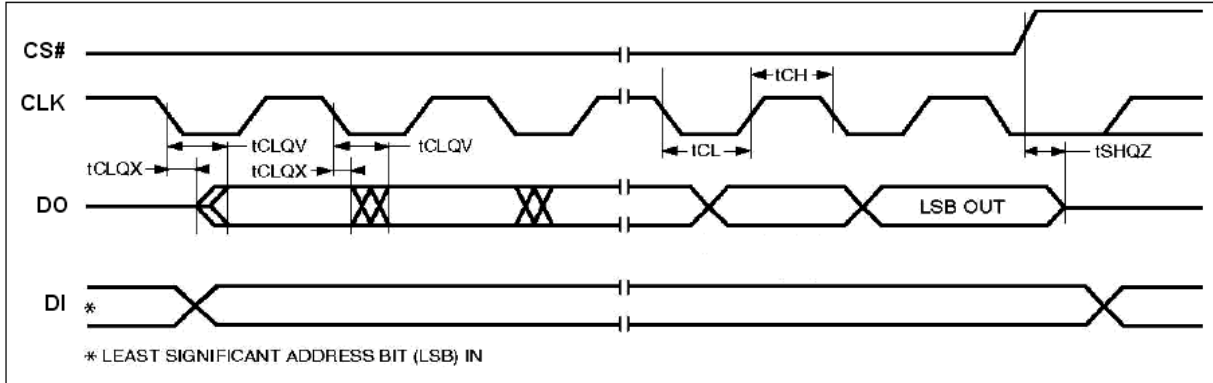 CS#
tCH
CLK
tCLQV
tCLQV
tCL
tSHQZ
tCLQX
tCLQX
DO
LSB OUT
DI
*
* LEAST SIGNIFICANT ADDRESS BIT (LSB) IN